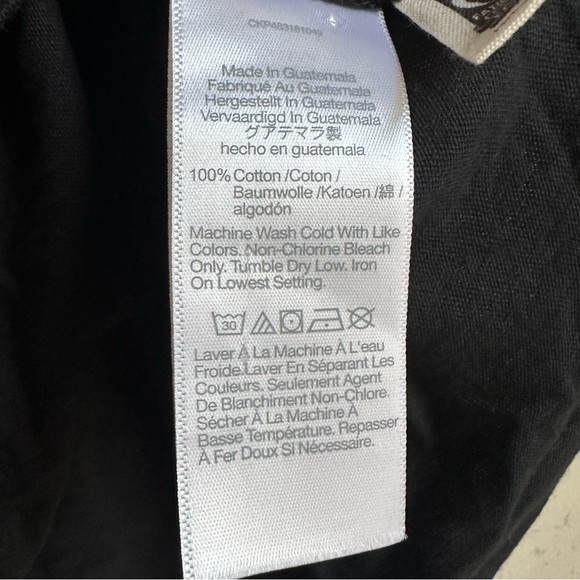 CKP483181049
Made In Guatemala
Fabriqué Au Guatemala
Hergestellt In Guatemala
Vervaardigd In Guatemala
グアテマラ製
hecho en guatemala
100% Cotton /Coton /
Baumwolle /Katoen /綿 /
algodón
Machine Wash Cold With Like
Colors. Non-Chlorine Bleach
Only. Tumble Dry Low. Iron
On Lowest Setting.
30
Laver À La Machine À L'eau
Froide.Laver En Séparant Les
Couleurs. Seulement Agent
De Blanchiment Non-Chlore.
Sécher À La Machine À
Basse Température. Repasser
À Fer Doux Si Nécessaire.